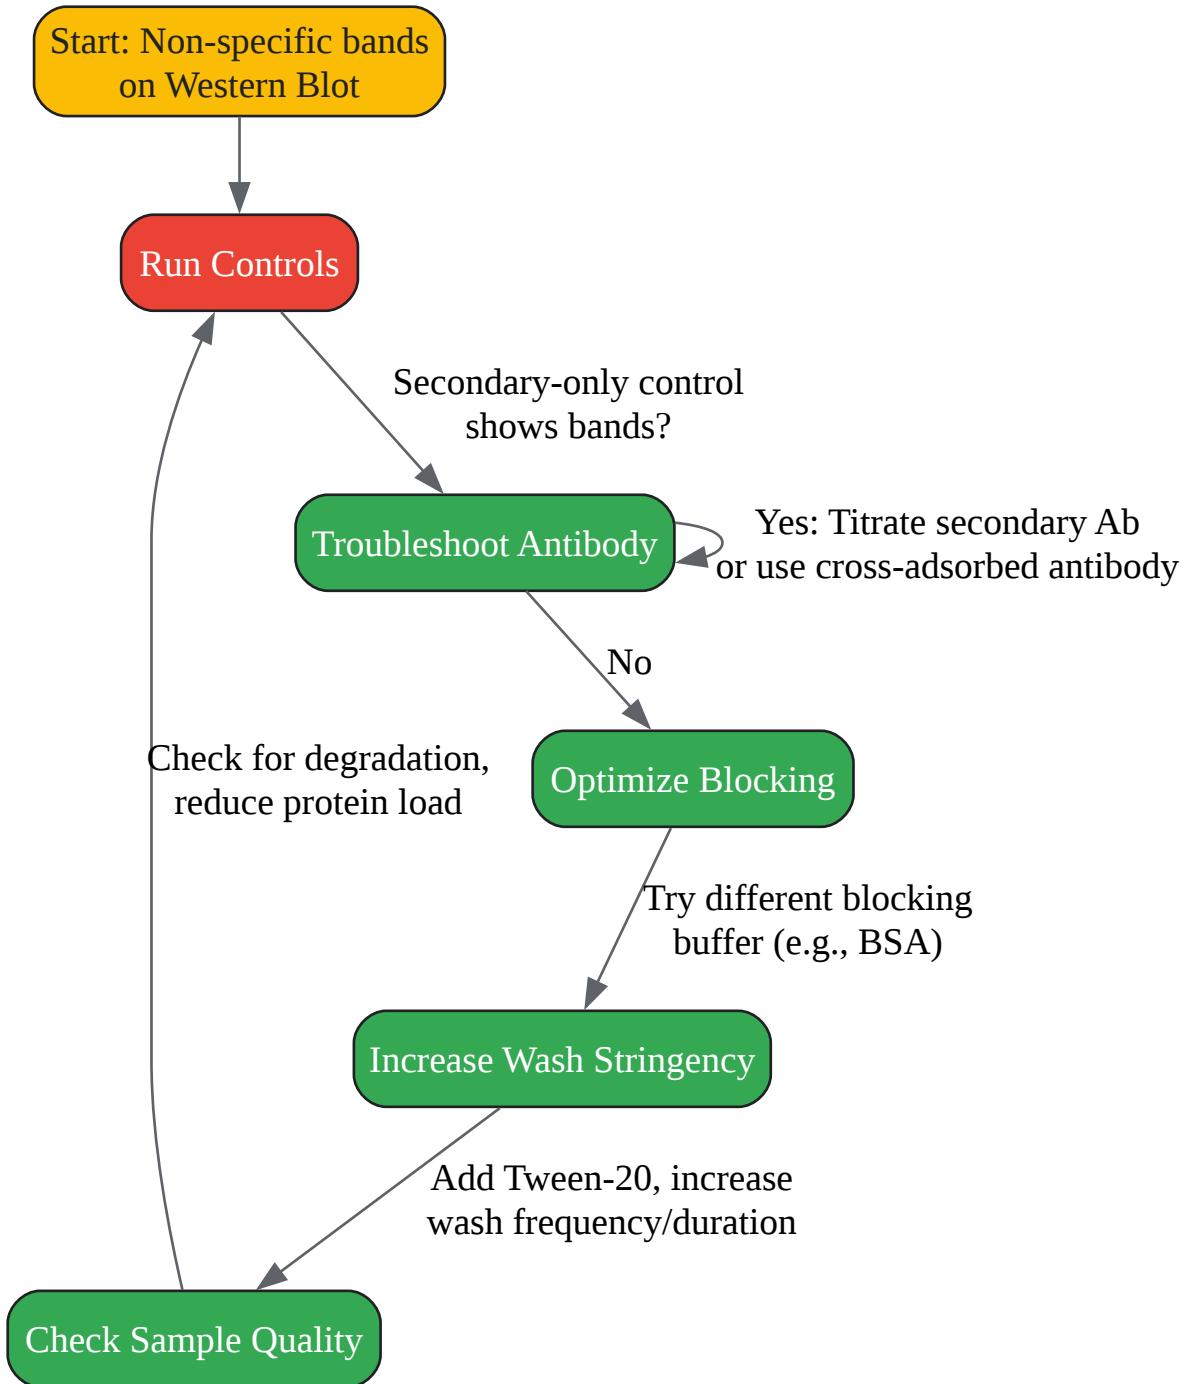 Start: Non-specific bands
on Western Blot
Run Controls
Secondary-only control
shows bands?
Troubleshoot Antibody
Yes: Titrate secondary Ab
or use cross-adsorbed antibody
No
Check for degradation,
reduce protein load
Optimize Blocking
Try different blocking
buffer (e.g., BSA)
Increase Wash Stringency
Add Tween-20, increase
wash frequency/duration
Check Sample Quality